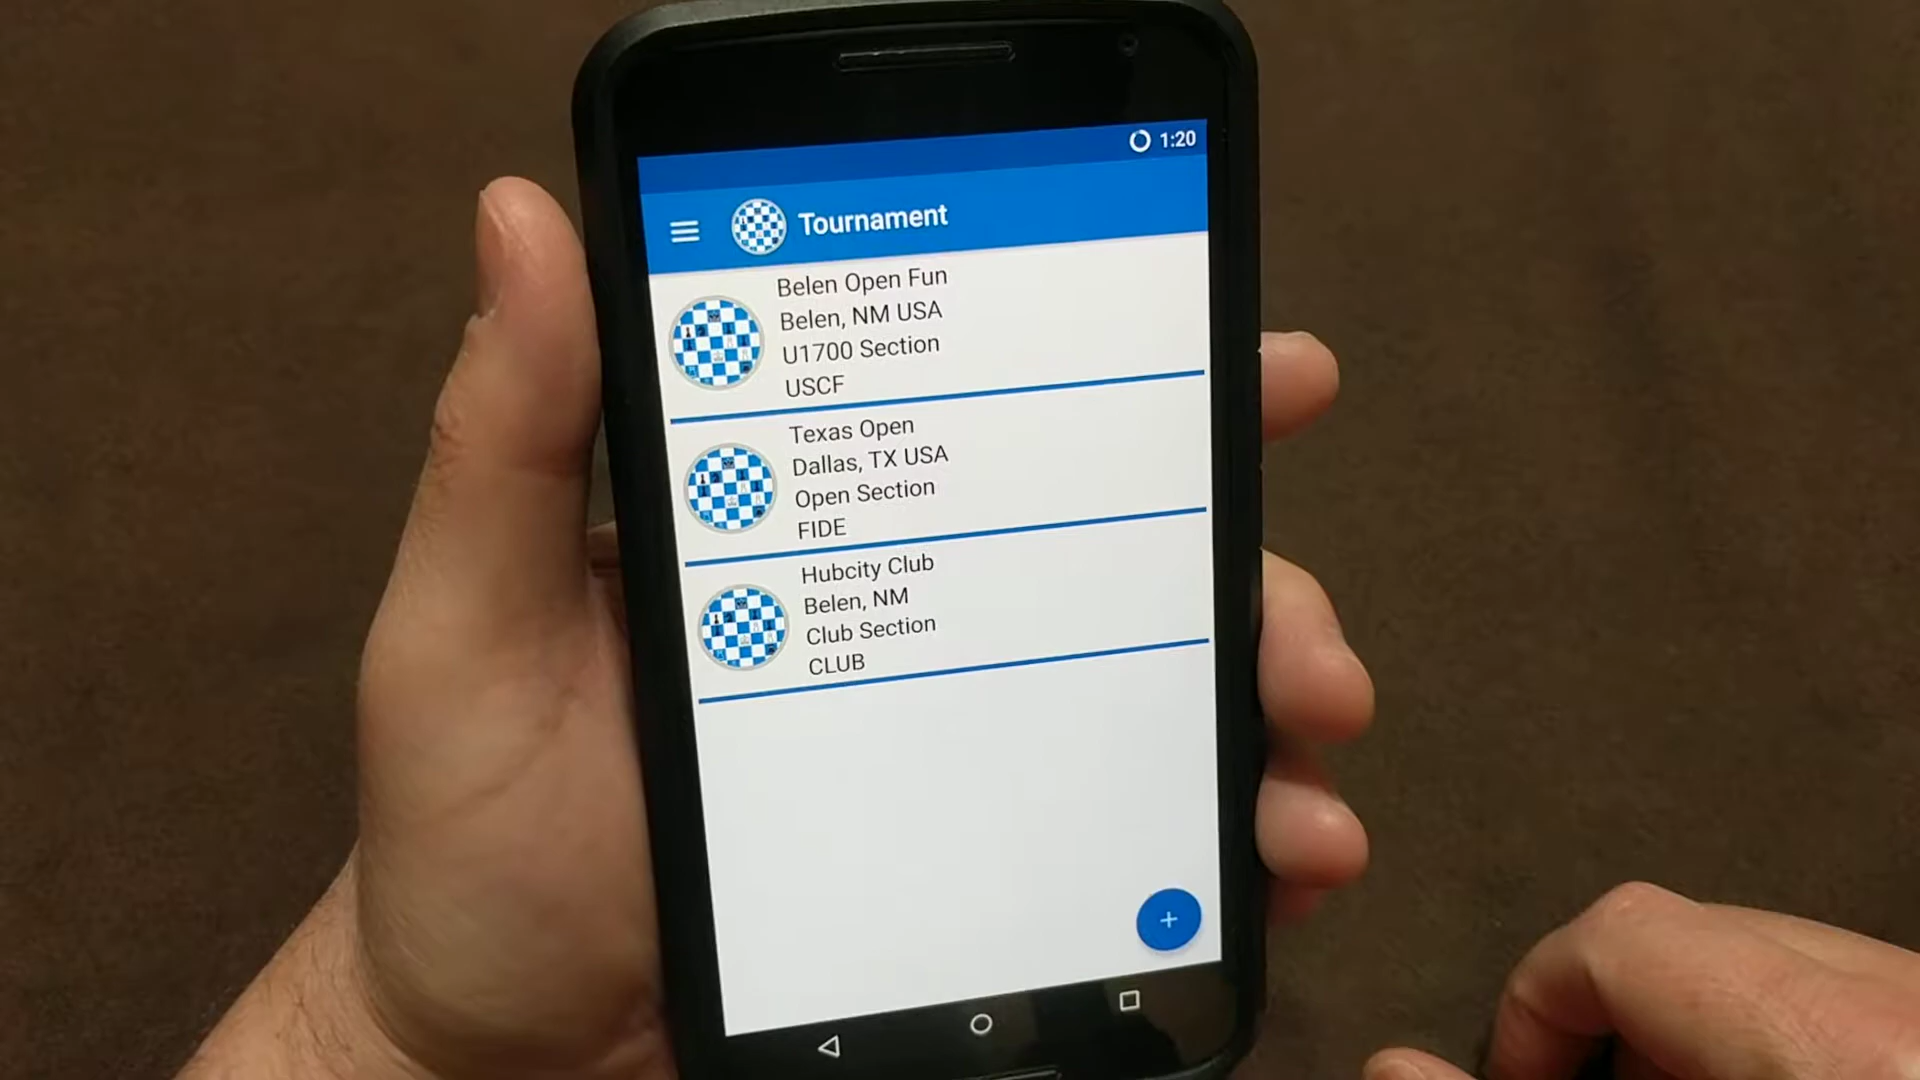 1:20
Tournament
Belen Open Fun
Belen, NM USA
U1700 Section
USCF
Texas Open
Dallas, TX USA
Open Section
FIDE
Hubcity Club
Belen, NM
Club Section
CLUB